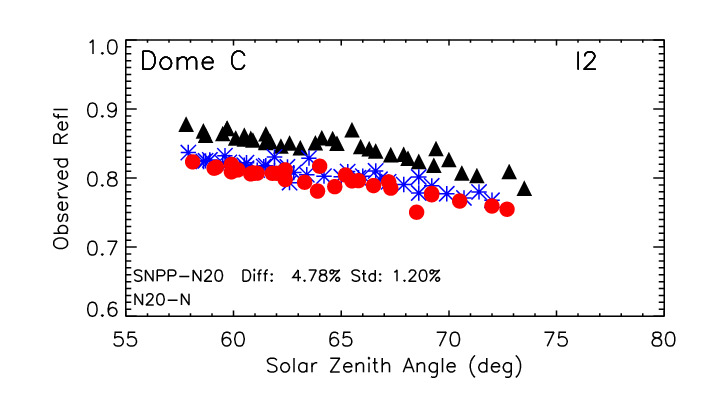 Dome C I2
1.0
0.9
0.8
0.7
0.6
Observed Refl
SNPP−N20 Diff: 4.78% Std: 1.20%
N20−N
55 60 65 70 75 80
Solar Zenith Angle (deg)